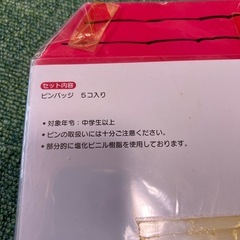 セット内容
ピンバッジ 5コ入り
* 対象年令:中学生以上
* ピンの取扱いには十分ご注意ください。
* 部分的に塩化ビニル樹脂を使用しております。